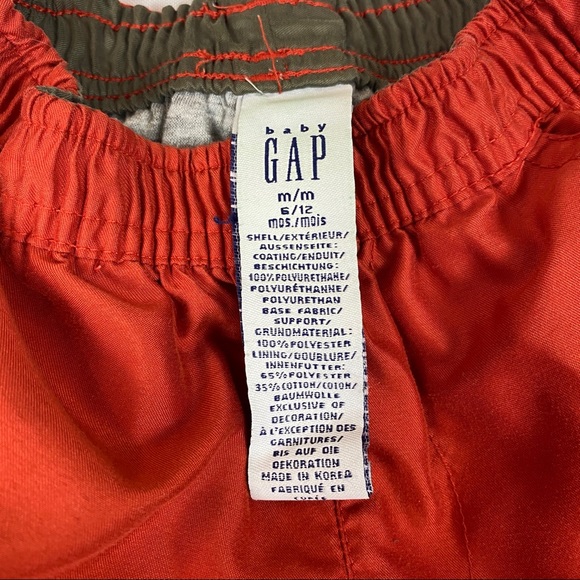 baby
GAP
m/m
6/12
mos./mois
SHELL/EXTÉRIEUR/
AUSSENSEITE:
COATING/ENDUIT/
BESCHICHTUNG:
100%POLYURETHANE/
POLYURÉTHANNE/
POLYURETHAN
BASE FABRIC/
SUPPORT/
GRUNDMATERIAL:
100%POLYESTER
LINING/DOUBLURE/
INNENFUTTER:
65%POLYESTER
35%COTTON/COTON/
BAUMWOLLE
EXCLUSIVE OF
DECORATION/
À L'EXCEPTION DES
GARNITURES/
BIS AUF DIE
DEKORATION
MADE IN KOREA
FABRIQUÉ EN